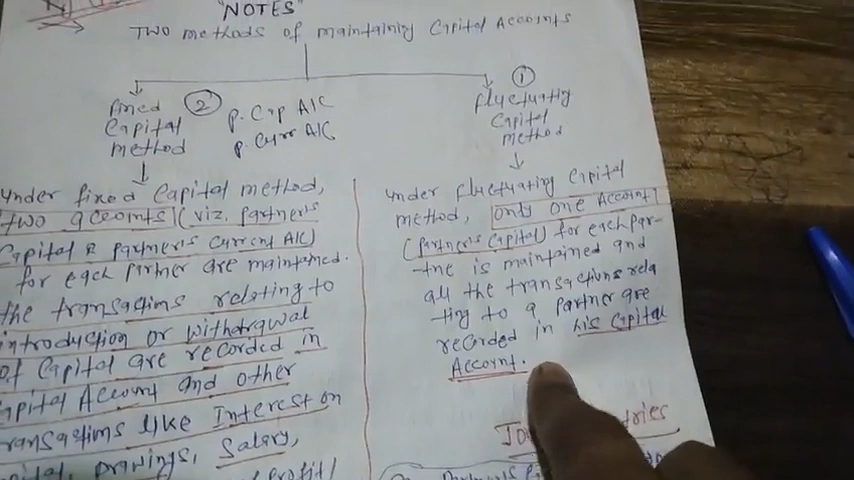 "NOTES"
Two methods of maintaining Capital Accounts
Fixed
Capital
method
②
P. Cap A/C
P. Curr A/C
①
Fluctuating
Capital
method
Under fixed Capital method,
two accounts (viz. partner's
Capital & partner's Current A/C)
for each partner are maintained.
the transactions relating to
introduction or withdrawal
of Capital are recorded in
Capital Account and other
transactions like Interest on
Drawings, Salary,
Profit/
Under fluctuating Capital
method, Only one Account
(partner's Capital) for each par-
-tne is maintained and
all the transactions rela
-ting to a partner are
recorded in his Capital
Account.